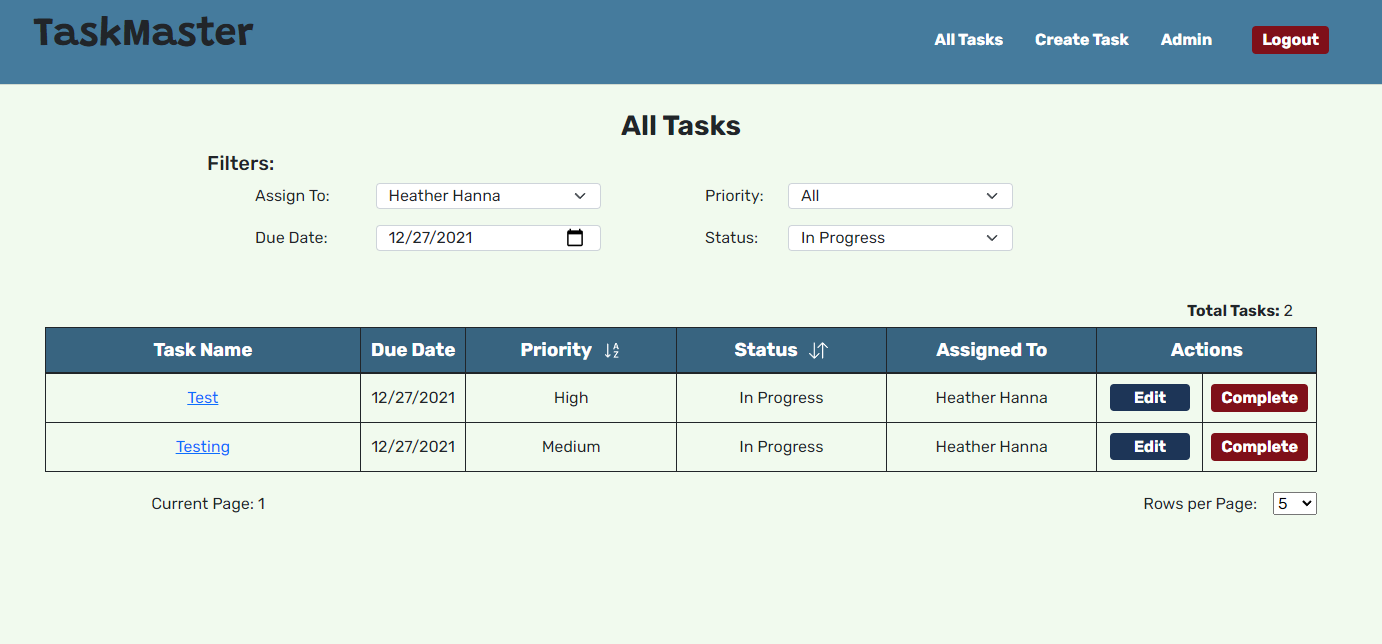 TaskMaster
All Tasks Create Task Admin Logout
All Tasks
Filters:
Assign To: Heather Hanna Priority: All
Due Date: 12/27/2021 Status: In Progress
Total Tasks: 2
Task Name Due Date Priority Status Assigned To Actions
Test 12/27/2021 High In Progress Heather Hanna Edit Complete
Testing 12/27/2021 Medium In Progress Heather Hanna Edit Complete
Current Page: 1 Rows per Page: 5